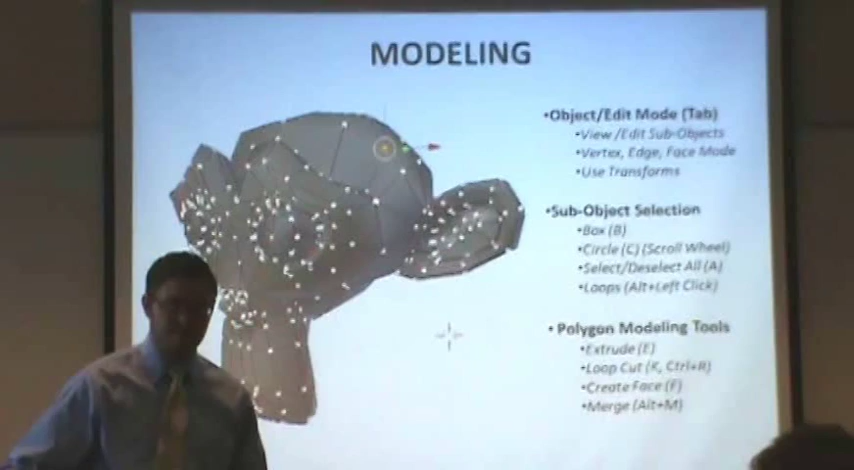 MODELING
•Object/Edit Mode (Tab)
•View/Edit Sub-Objects
•Vertex, Edge, Face Mode
•Use Transforms
•Sub-Object Selection
•Box (B)
•Circle (C) (Scroll Wheel)
•Select/Deselect All (A)
•Loops (Alt+Left Click)
• Polygon Modeling Tools
•Extrude (E)
•Loop Cut (K, Ctrl+R)
•Create Face (F)
•Merge (Alt+M)